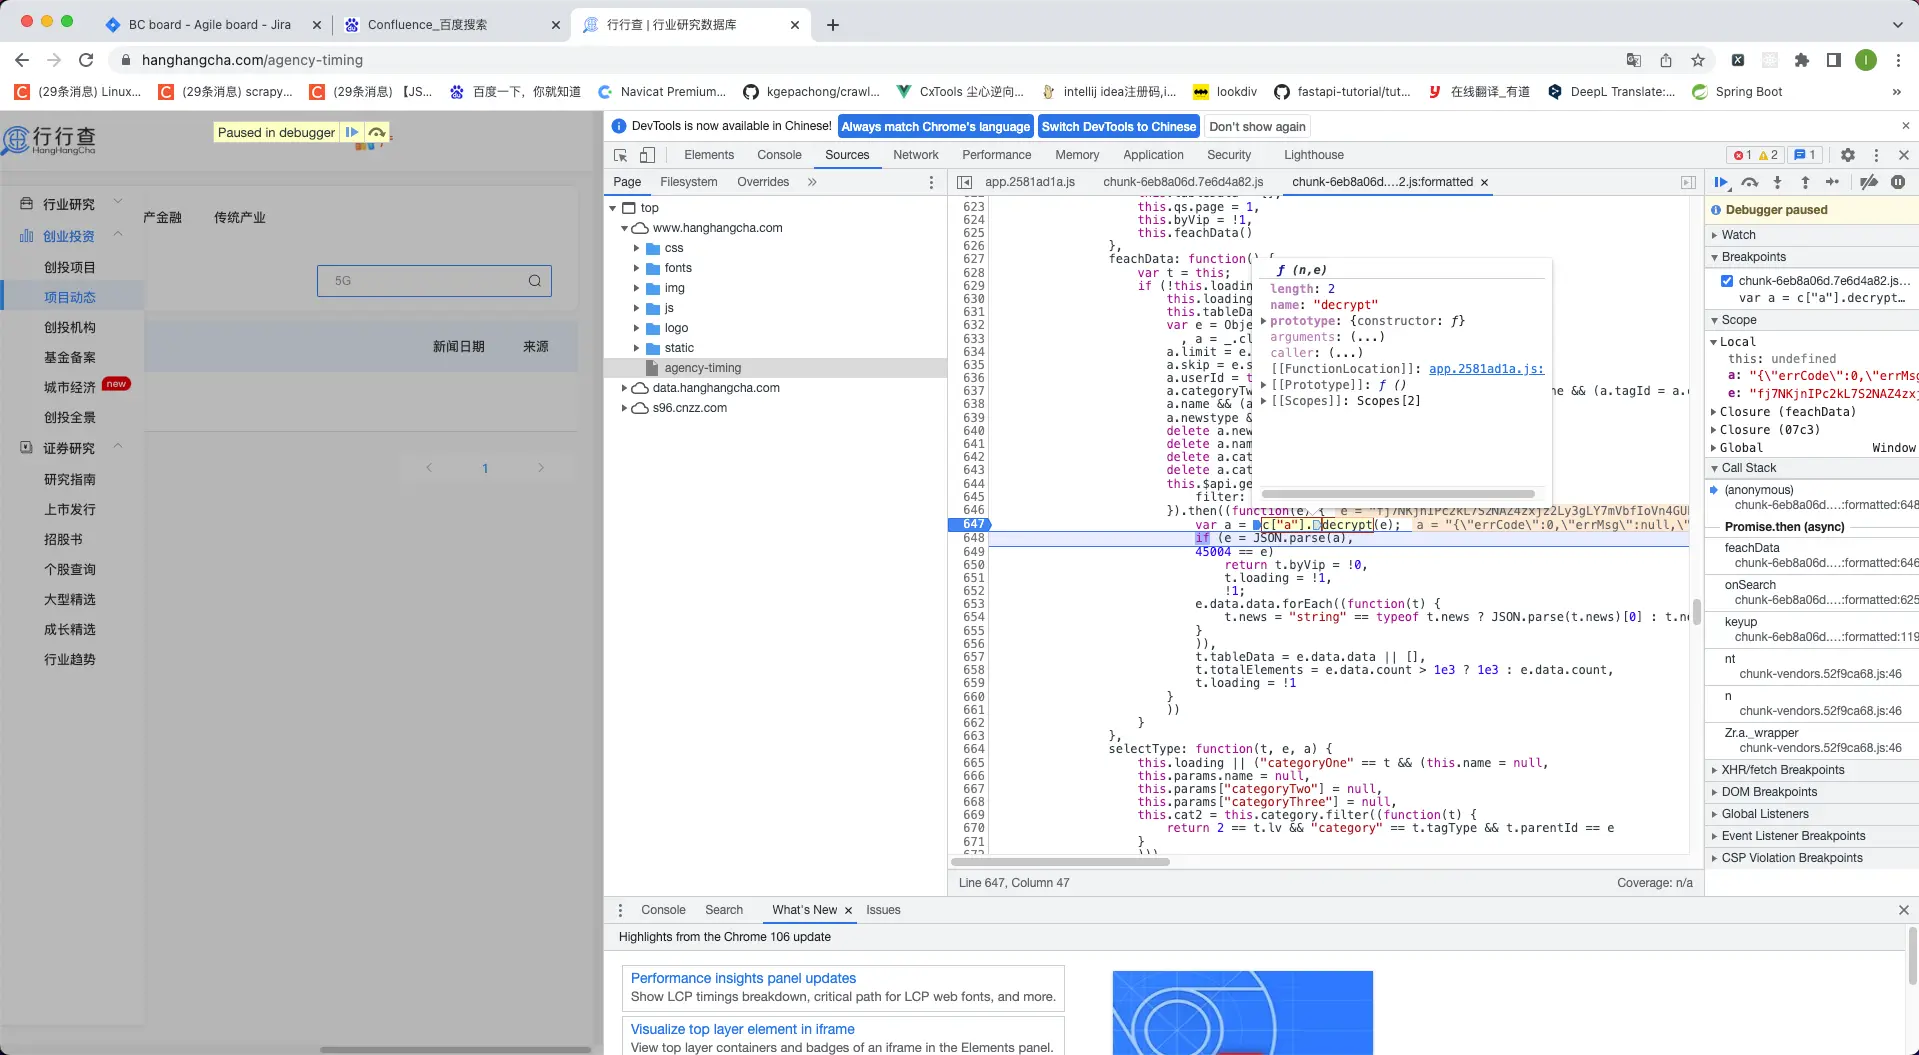 BC board - Agile board - Jira
Confluence_百度搜索
行行查 | 行业研究数据库
hanghangcha.com/agency-timing
(29条消息) Linux...
(29条消息) scrapy...
(29条消息) 【JS...
百度一下，你就知道
Navicat Premium...
kgepachong/crawl...
CxTools 尘心逆向...
intellij idea注册码,i...
lookdiv
fastapi-tutorial/tut...
在线翻译_有道
DeepL Translate:...
Spring Boot
»
行行查
HangHangCha
Paused in debugger
行业研究
创业投资
创投项目
项目动态
创投机构
基金备案
城市经济 new
创投全景
证券研究
研究指南
上市发行
招股书
个股查询
大型精选
成长精选
行业趋势
产金融
传统产业
5G
新闻日期
来源
1
DevTools is now available in Chinese!
Always match Chrome's language
Switch DevTools to Chinese
Don't show again
Elements
Console
Sources
Network
Performance
Memory
Application
Security
Lighthouse
1
2
1
Page
Filesystem
Overrides
»
app.2581ad1a.js
chunk-6eb8a06d.7e6d4a82.js
chunk-6eb8a06d....2.js:formatted
top
www.hanghangcha.com
css
fonts
img
js
logo
static
agency-timing
data.hanghangcha.com
s96.cnzz.com
623 this.qs.page = 1,
624 this.byVip = !1,
625 this.feachData()
626 },
627 feachData: function() {
628 var t = this;
629 if (!this.loadin
630 this.loading
631 this.tableDa
632 var e = Obje
633 , a = _.cl
634 a.limit = e.
635 a.skip = e.s
636 a.userId = t
637 a.categoryTw
ne && (a.tagId = a.
638 a.name && (a
639 a.newstype &
640 delete a.new
641 delete a.nam
642 delete a.cat
643 delete a.cat
644 this.$api.ge
645 filter:
646 }).then((function(e) { e = "fj7NKjnIPc2kL7S2NAZ4zxjz2Ly3gLY7mVbfIoVn4GU
647 var a = c["a"].decrypt(e); a = "{\"errCode\":0,\"errMsg\":null,\"
648 if (e = JSON.parse(a),
649 45004 == e)
650 return t.byVip = !0,
651 t.loading = !1,
652 !1;
653 e.data.data.forEach((function(t) {
654 t.news = "string" == typeof t.news ? JSON.parse(t.news)[0] : t.ne
655 }
656 )),
657 t.tableData = e.data.data || [],
658 t.totalElements = e.data.count > 1e3 ? 1e3 : e.data.count,
659 t.loading = !1
660 }
661 ))
662 }
663 },
664 selectType: function(t, e, a) {
665 this.loading || ("categoryOne" == t && (this.name = null,
666 this.params.name = null,
667 this.params["categoryTwo"] = null,
668 this.params["categoryThree"] = null,
669 this.cat2 = this.category.filter((function(t) {
670 return 2 == t.lv && "category" == t.tagType && t.parentId == e
671 }
ƒ (n,e)
length: 2
name: "decrypt"
prototype: {constructor: ƒ}
arguments: (...)
caller: (...)
[[FunctionLocation]]: app.2581ad1a.js:
[[Prototype]]: ƒ ()
[[Scopes]]: Scopes[2]
Line 647, Column 47
Coverage: n/a
Debugger paused
Watch
Breakpoints
chunk-6eb8a06d.7e6d4a82.js...
var a = c["a"].decrypt...
Scope
Local
this: undefined
a: "{\"errCode\":0,\"errMsg
e: "fj7NKjnIPc2kL7S2NAZ4zxj
Closure (feachData)
Closure (07c3)
Global Window
Call Stack
(anonymous)
chunk-6eb8a06d....:formatted:648
Promise.then (async)
feachData
chunk-6eb8a06d....:formatted:646
onSearch
chunk-6eb8a06d....:formatted:625
keyup
chunk-6eb8a06d....:formatted:119
nt
chunk-vendors.52f9ca68.js:46
n
chunk-vendors.52f9ca68.js:46
Zr.a._wrapper
chunk-vendors.52f9ca68.js:46
XHR/fetch Breakpoints
DOM Breakpoints
Global Listeners
Event Listener Breakpoints
CSP Violation Breakpoints
Console
Search
What's New
Issues
Highlights from the Chrome 106 update
Performance insights panel updates
Show LCP timings breakdown, critical path for LCP web fonts, and more.
Visualize top layer element in iframe
View top layer containers and badges of an iframe in the Elements panel.